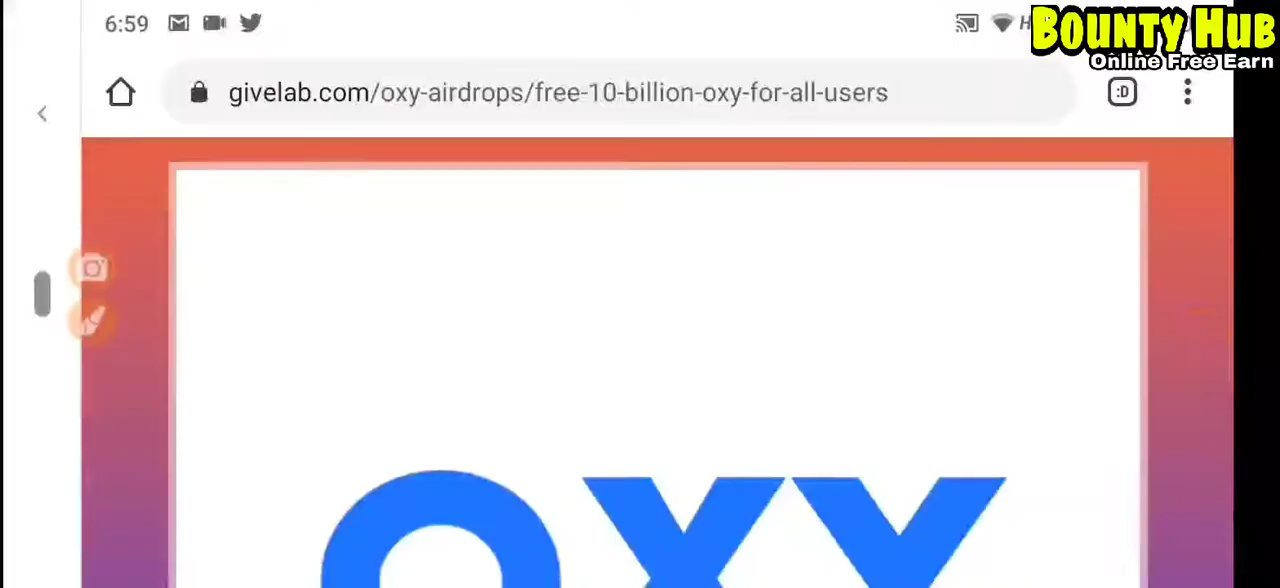 6:59
BOUNTY HUB
Online Free Earn
givelab.com/oxy-airdrops/free-10-billion-oxy-for-all-users
:D
OXY